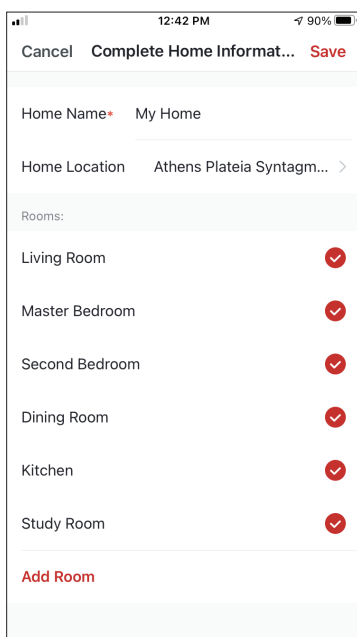 12:42 PM 90%
Cancel Complete Home Informat... Save
Home Name* My Home
Home Location Athens Plateia Syntagm...
Rooms:
Living Room
Master Bedroom
Second Bedroom
Dining Room
Kitchen
Study Room
Add Room